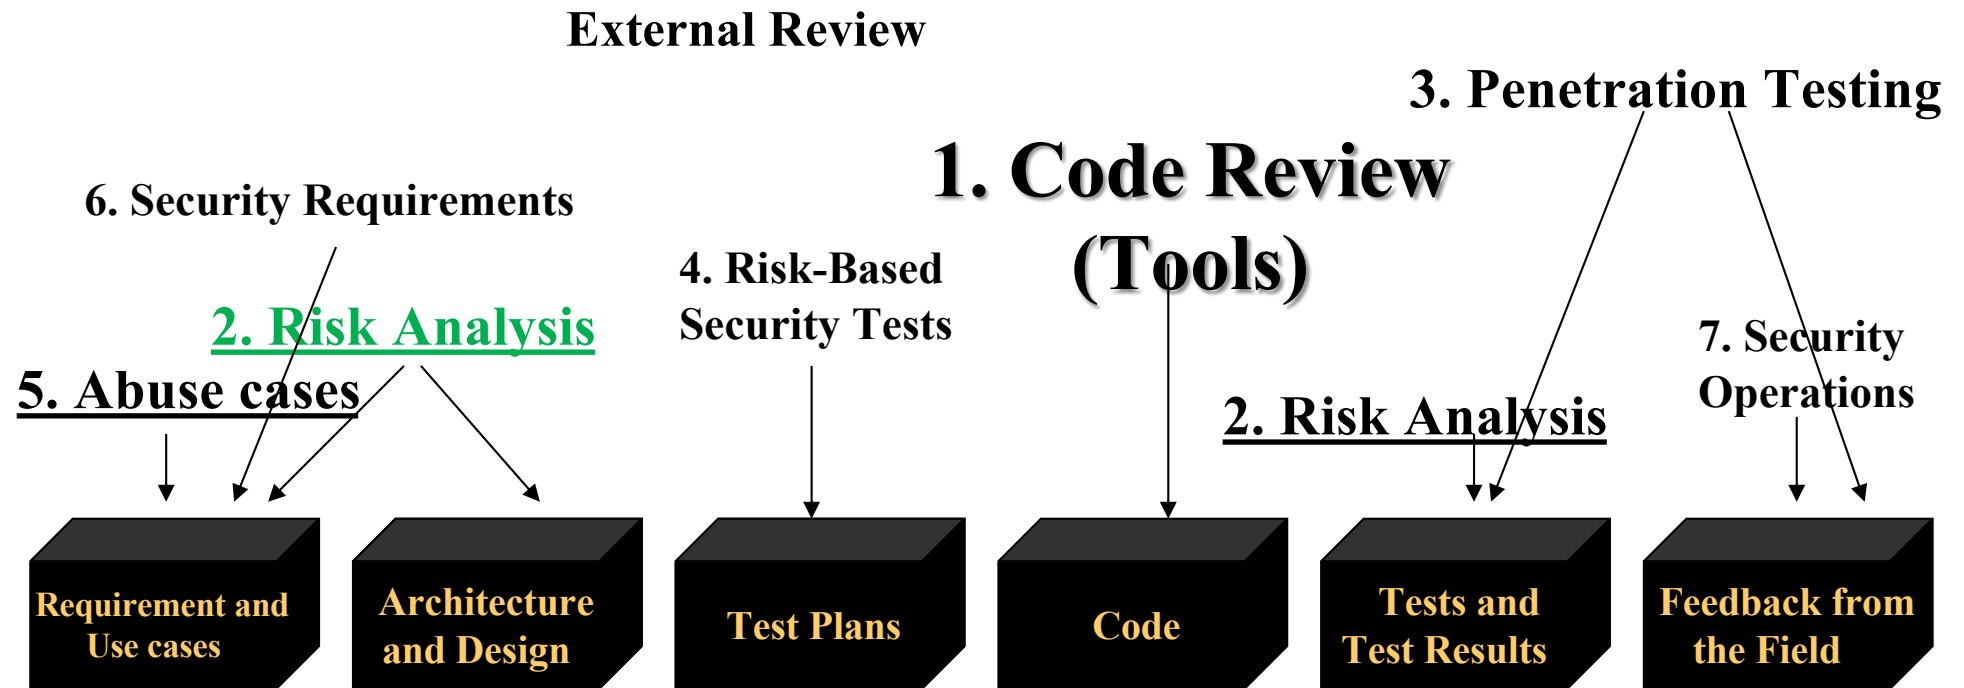 External Review
3. Penetration Testing
1. Code Review
(Tools)
6. Security Requirements
4. Risk-Based
Security Tests
2. Risk Analysis
5. Abuse cases
7. Security
Operations
2. Risk Analysis
Requirement and
Use cases
Architecture
and Design
Test Plans
Code
Tests and
Test Results
Feedback from
the Field